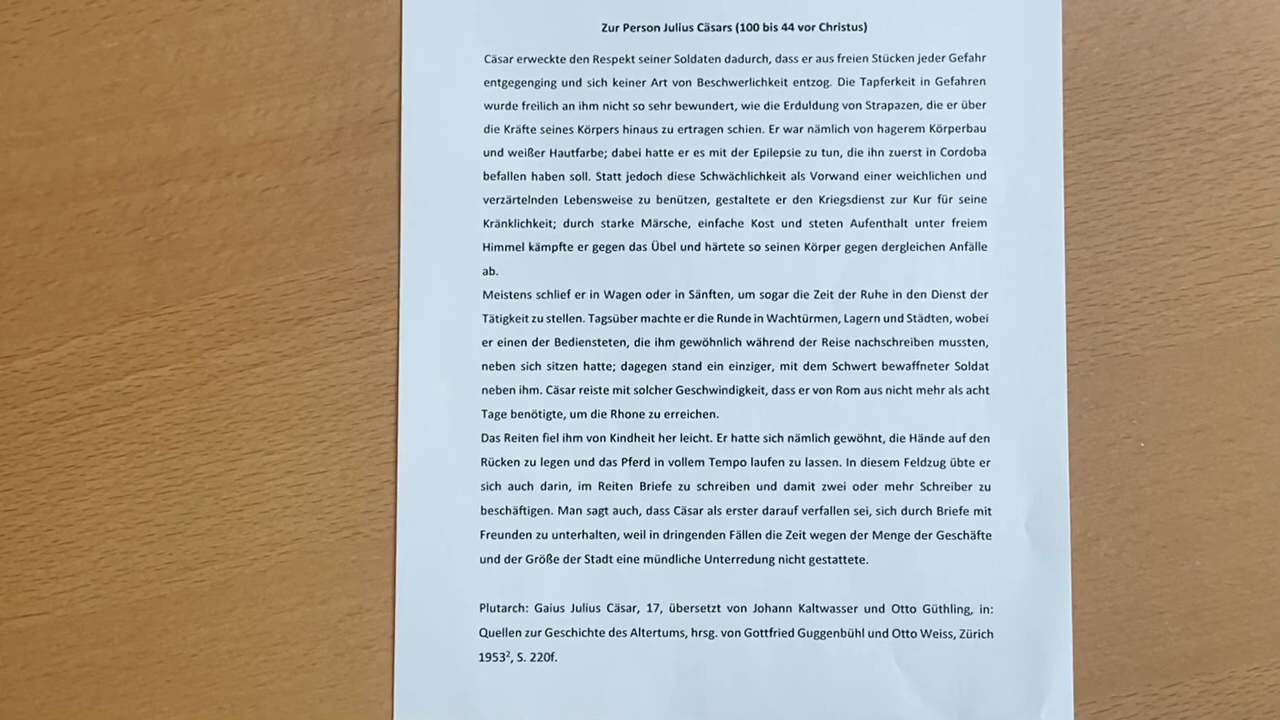 Zur Person Julius Cäsars (100 bis 44 vor Christus)
Cäsar erweckte den Respekt seiner Soldaten dadurch, dass er aus freien Stücken jeder Gefahr
entgegenging und sich keiner Art von Beschwerlichkeit entzog. Die Tapferkeit in Gefahren
wurde freilich an ihm nicht so sehr bewundert, wie die Erduldung von Strapazen, die er über
die Kräfte seines Körpers hinaus zu ertragen schien. Er war nämlich von hagerem Körperbau
und weißer Hautfarbe; dabei hatte er es mit der Epilepsie zu tun, die ihn zuerst in Cordoba
befallen haben soll. Statt jedoch diese Schwächlichkeit als Vorwand einer weichlichen und
verzärtelnden Lebensweise zu benützen, gestaltete er den Kriegsdienst zur Kur für seine
Kränklichkeit; durch starke Märsche, einfache Kost und steten Aufenthalt unter freiem
Himmel kämpfte er gegen das Übel und härtete so seinen Körper gegen dergleichen Anfälle
ab.
Meistens schlief er in Wagen oder in Sänften, um sogar die Zeit der Ruhe in den Dienst der
Tätigkeit zu stellen. Tagsüber machte er die Runde in Wachtürmen, Lagern und Städten, wobei
er einen der Bediensteten, die ihm gewöhnlich während der Reise nachschreiben mussten,
neben sich sitzen hatte; dagegen stand ein einziger, mit dem Schwert bewaffneter Soldat
neben ihm. Cäsar reiste mit solcher Geschwindigkeit, dass er von Rom aus nicht mehr als acht
Tage benötigte, um die Rhone zu erreichen.
Das Reiten fiel ihm von Kindheit her leicht. Er hatte sich nämlich gewöhnt, die Hände auf den
Rücken zu legen und das Pferd in vollem Tempo laufen zu lassen. In diesem Feldzug übte er
sich auch darin, im Reiten Briefe zu schreiben und damit zwei oder mehr Schreiber zu
beschäftigen. Man sagt auch, dass Cäsar als erster darauf verfallen sei, sich durch Briefe mit
Freunden zu unterhalten, weil in dringenden Fällen die Zeit wegen der Menge der Geschäfte
und der Größe der Stadt eine mündliche Unterredung nicht gestattete.
Plutarch: Gaius Julius Cäsar, 17, übersetzt von Johann Kaltwasser und Otto Güthling, in:
Quellen zur Geschichte des Altertums, hrsg. von Gottfried Guggenbühl und Otto Weiss, Zürich
1953², S. 220f.